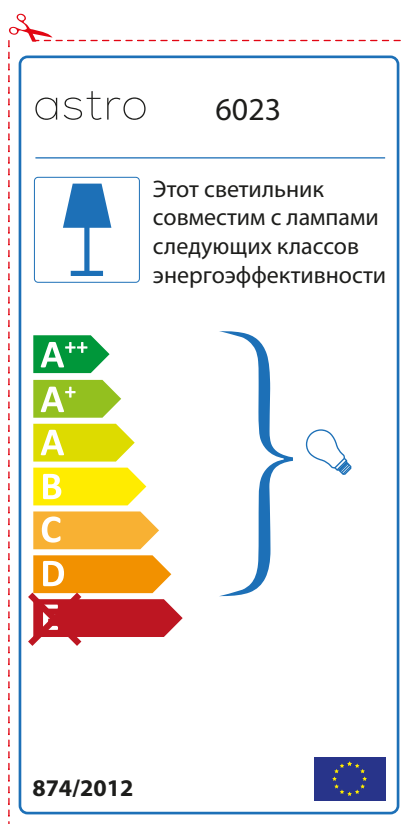 astro 6023
Этот светильник
совместим с лампами
следующих классов
энергоэффективности
A++
A+
A
B
C
D
E
874/2012